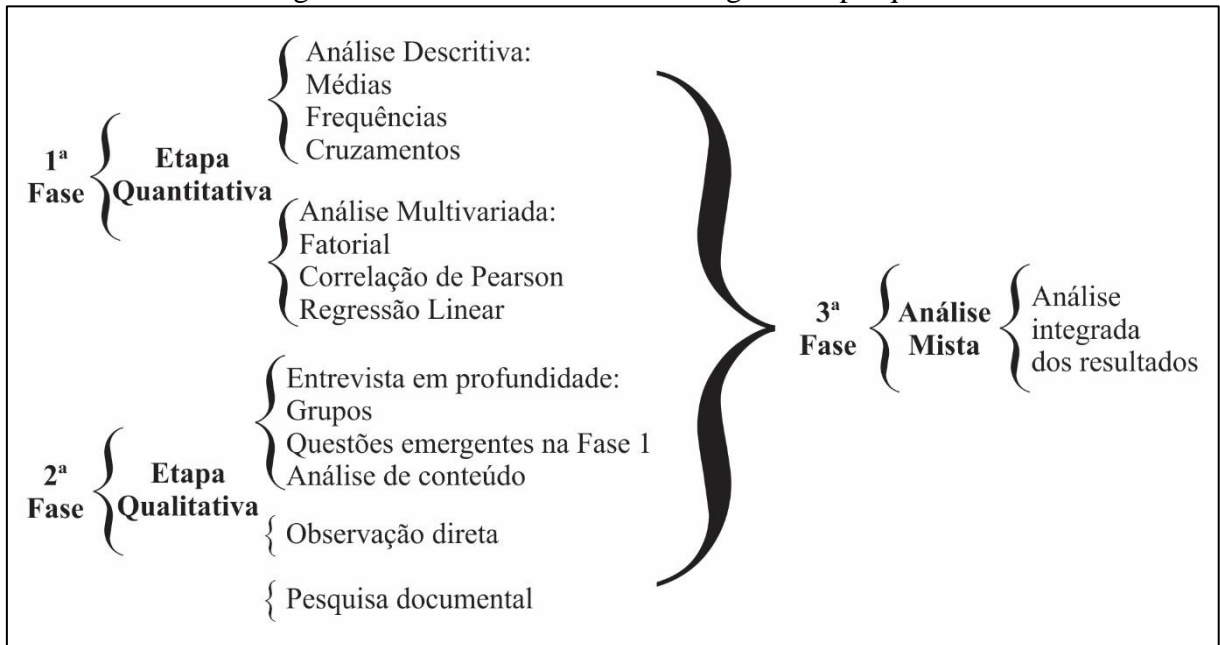 1ª
Fase
Etapa
Quantitativa
Análise Descritiva:
Médias
Frequências
Cruzamentos
Análise Multivariada:
Fatorial
Correlação de Pearson
Regressão Linear
2ª
Fase
Etapa
Qualitativa
Entrevista em profundidade:
Grupos
Questões emergentes na Fase 1
Análise de conteúdo
Observação direta
Pesquisa documental
3ª
Fase
Análise
Mista
Análise
integrada
dos resultados